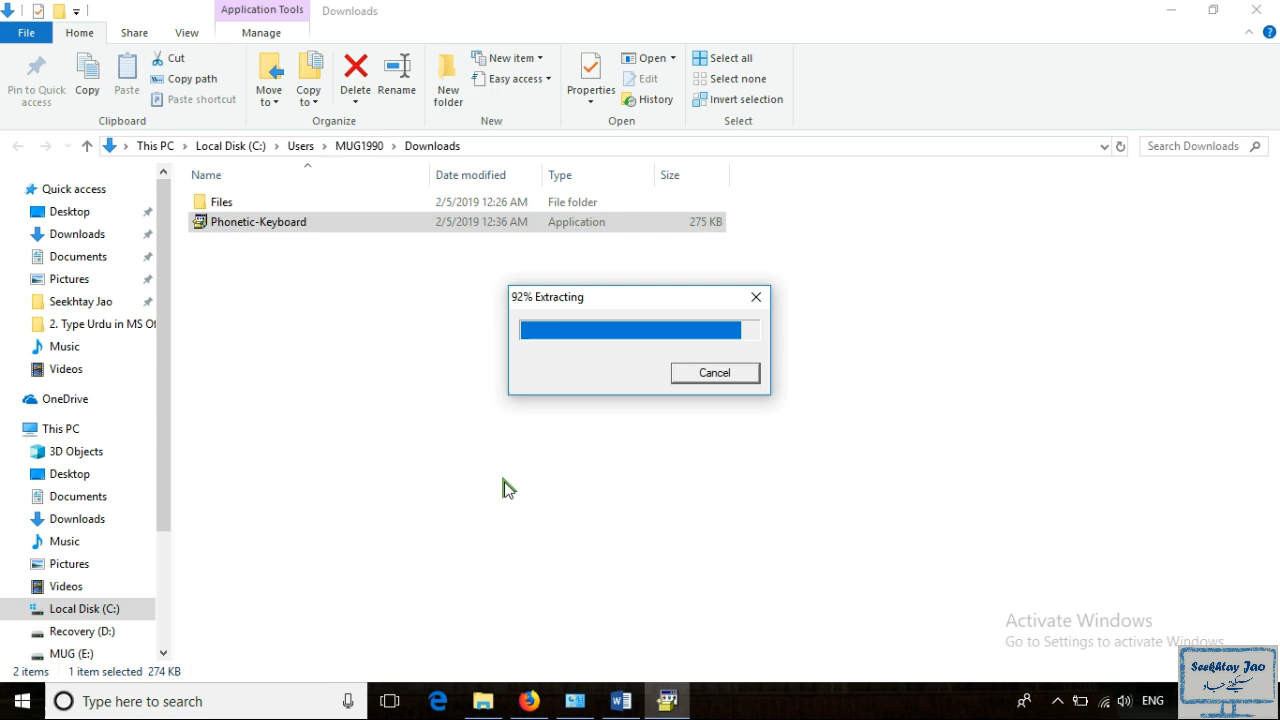 Application Tools Downloads
File Home Share View Manage
Pin to Quick access
Copy
Paste
Cut
Copy path
Paste shortcut
Clipboard
Move to
Copy to
Delete
Rename
Organize
New folder
New item
Easy access
New
Properties
Open
Edit
History
Open
Select all
Select none
Invert selection
Select
This PC > Local Disk (C:) > Users > MUG1990 > Downloads
Search Downloads
Name Date modified Type Size
Files 2/5/2019 12:26 AM File folder
Phonetic-Keyboard 2/5/2019 12:36 AM Application 275 KB
Quick access
Desktop
Downloads
Documents
Pictures
Seekhtay Jao
2. Type Urdu in MS Of
Music
Videos
OneDrive
This PC
3D Objects
Desktop
Documents
Downloads
Music
Pictures
Videos
Local Disk (C:)
Recovery (D:)
MUG (E:)
92% Extracting
Cancel
Activate Windows
Go to Settings to activate Windows.
2 items 1 item selected 274 KB
Seekhtay Jao
سیکھتے جاؤ
Type here to search
ENG